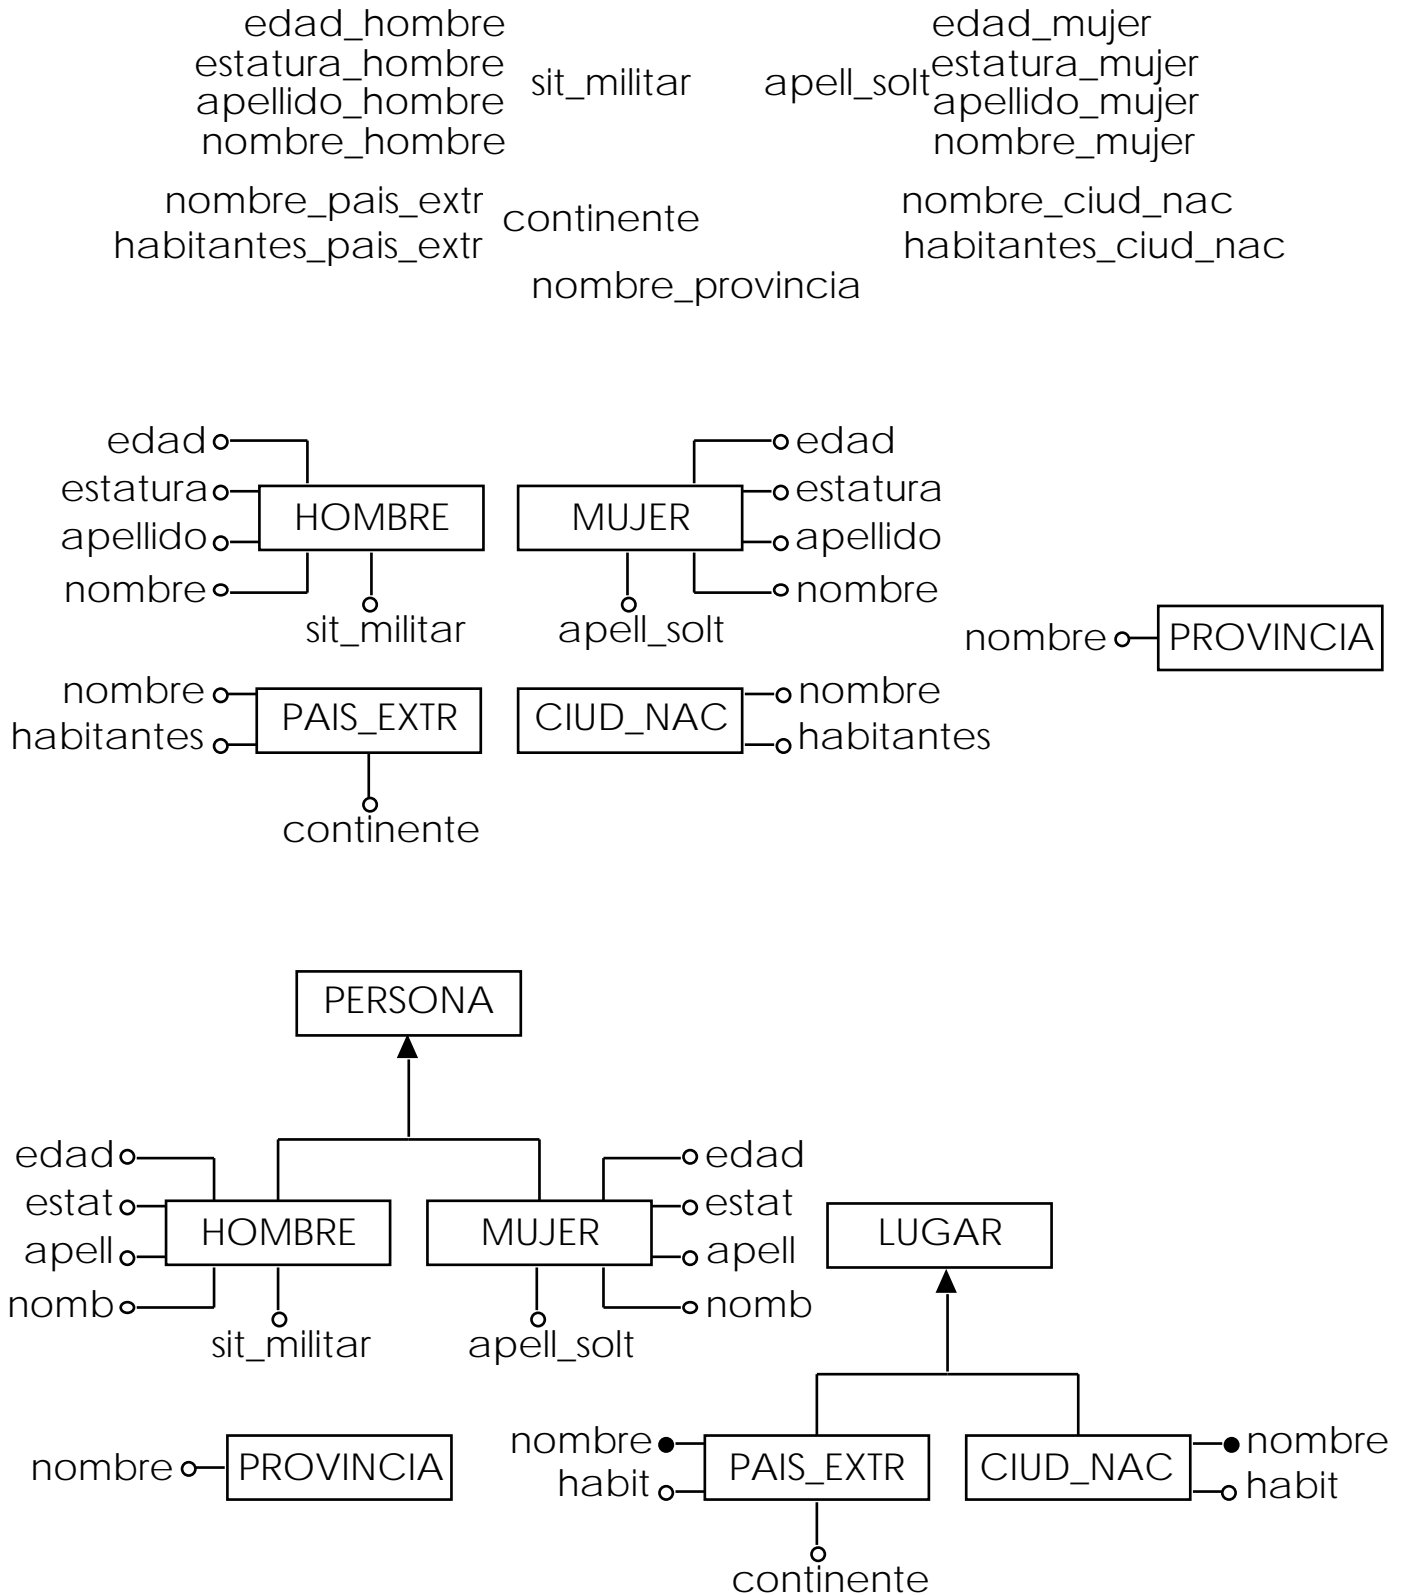 edad_hombre
estatura_hombre
apellido_hombre
nombre_hombre
sit_militar
apell_solt
edad_mujer
estatura_mujer
apellido_mujer
nombre_mujer
nombre_pais_extr
habitantes_pais_extr
continente
nombre_ciud_nac
habitantes_ciud_nac
nombre_provincia
edad
estatura
apellido
nombre
HOMBRE
sit_militar
MUJER
edad
estatura
apellido
nombre
apell_solt
nombre
PROVINCIA
nombre
habitantes
PAIS_EXTR
continente
CIUD_NAC
nombre
habitantes
PERSONA
edad
estat
apell
nomb
HOMBRE
sit_militar
MUJER
edad
estat
apell
nomb
apell_solt
LUGAR
nombre
PROVINCIA
nombre
habit
PAIS_EXTR
continente
CIUD_NAC
nombre
habit